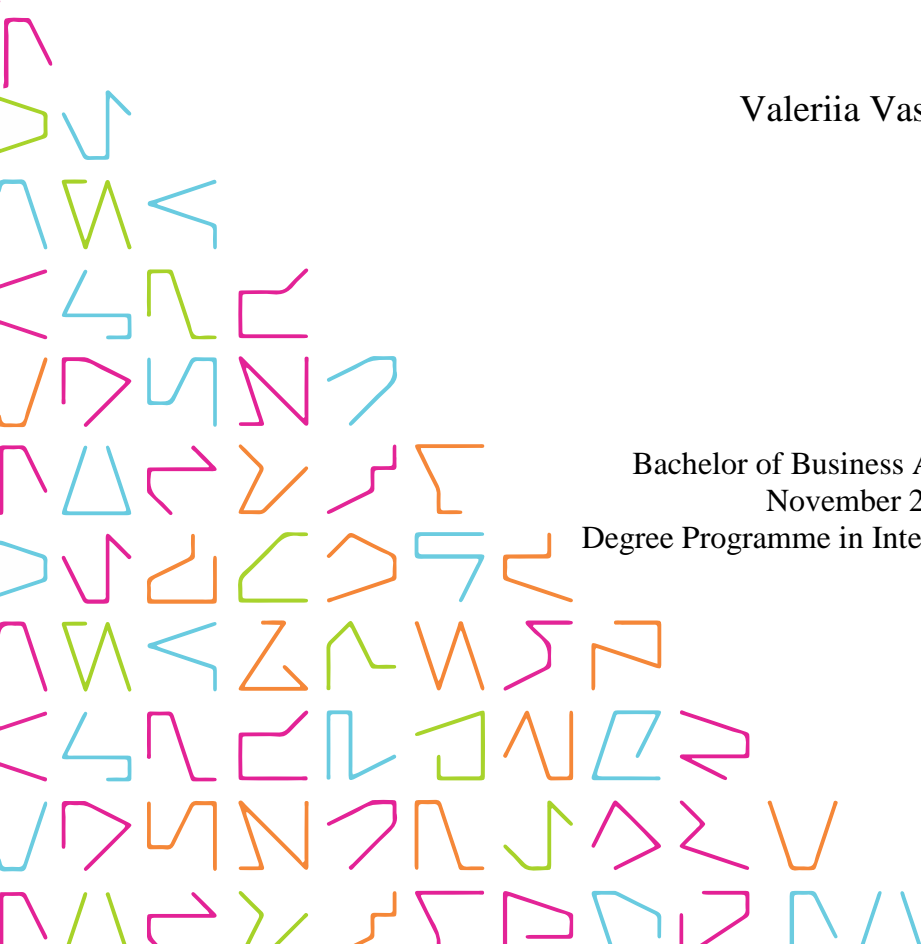 Valeriia Vas
Bachelor of Business A
November 2
Degree Programme in Inte